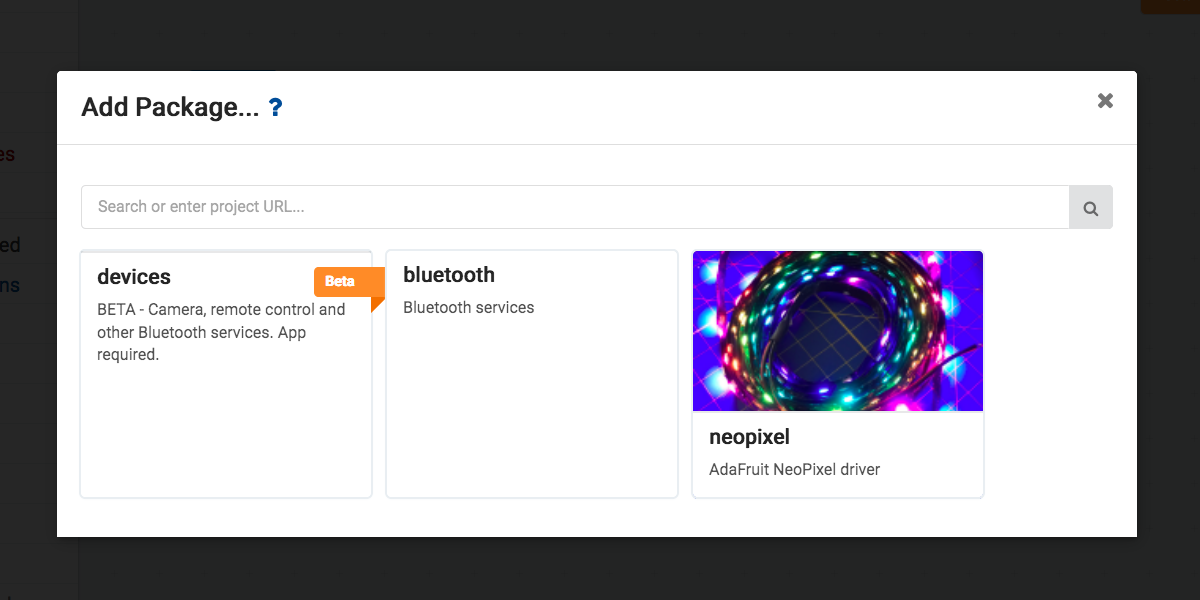 Add Package... ?
Search or enter project URL...
devices
Beta
BETA - Camera, remote control and
other Bluetooth services. App
required.
bluetooth
Bluetooth services
neopixel
AdaFruit NeoPixel driver
es
ed
ns